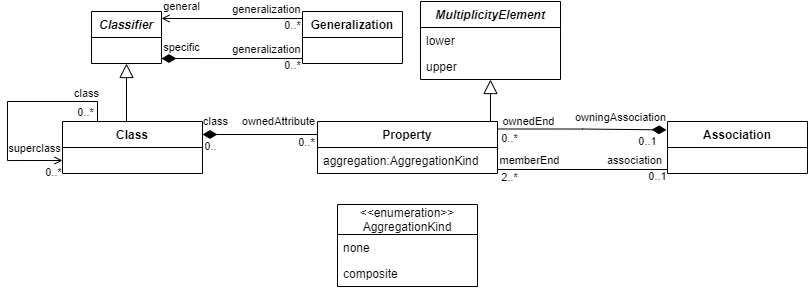 general
generalization
0..*
Classifier
Generalization
specific
generalization
0..*
MultiplicityElement
lower
upper
class
0..*
superclass
0..*
Class
class
0..
ownedAttribute
0..*
Property
aggregation:AggregationKind
ownedEnd
0..*
owningAssociation
0..1
memberEnd
2..*
association
0..1
Association
<<enumeration>>
AggregationKind
none
composite